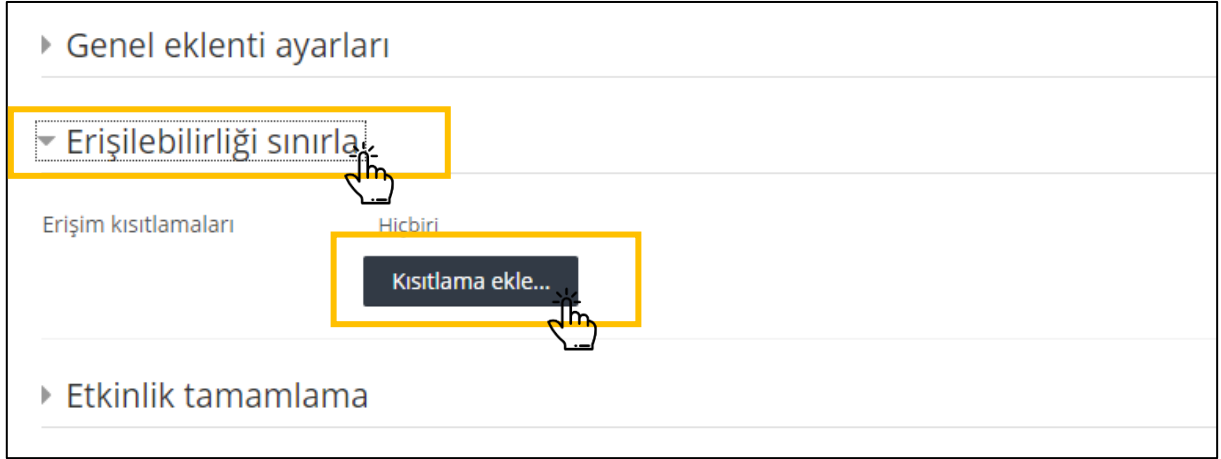 Genel eklenti ayarları
Erişilebilirliği sınırla
Erişim kısıtlamaları
Hiçbiri
Kısıtlama ekle...
Etkinlik tamamlama